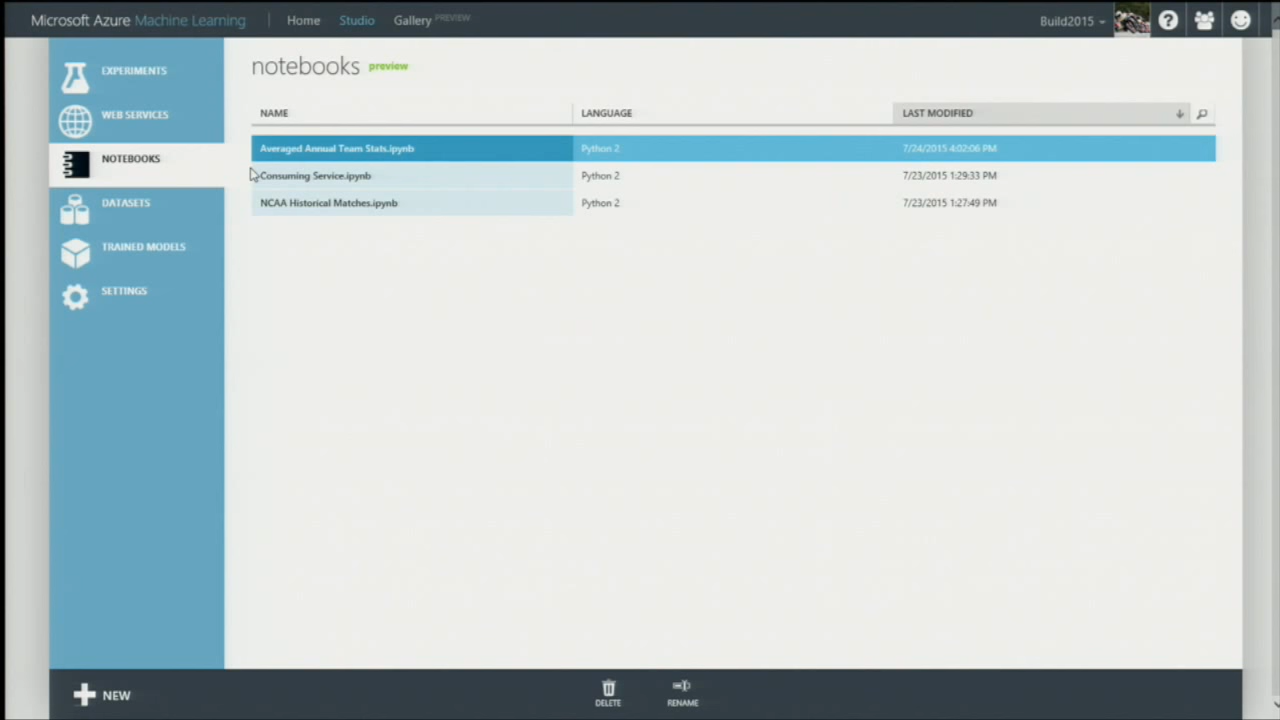 Microsoft Azure Machine Learning Home Studio Gallery PREVIEW Build2015
EXPERIMENTS
WEB SERVICES
NOTEBOOKS
DATASETS
TRAINED MODELS
SETTINGS
notebooks preview
NAME LANGUAGE LAST MODIFIED
Averaged Annual Team Stats.ipynb Python 2 7/24/2015 4:02:06 PM
Consuming Service.ipynb Python 2 7/23/2015 1:29:33 PM
NCAA Historical Matches.ipynb Python 2 7/23/2015 1:27:49 PM
NEW DELETE RENAME